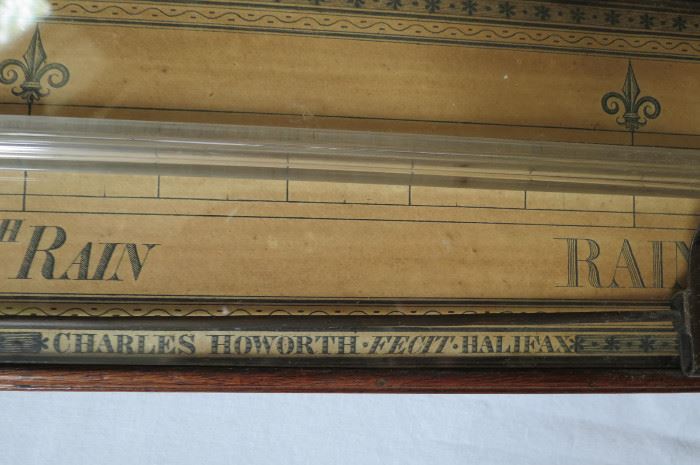 H RAIN RAIN
CHARLES HOWORTH · FECIT · HALIFAX